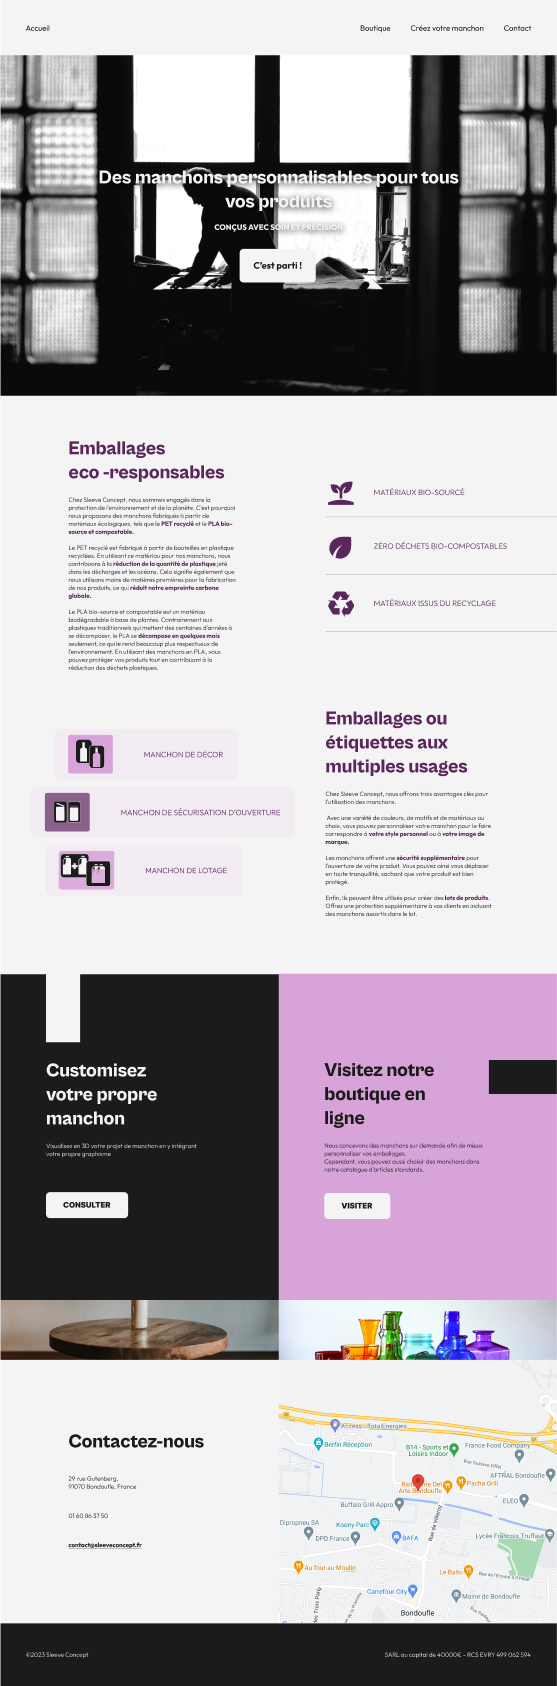 Accueil
Boutique
Créez votre manchon
Contact
Des manchons personnalisables pour tous
vos produits
CONÇUS AVEC SOIN ET PRÉCISION
C'est parti !
Emballages
eco -responsables
Chez Sleeve Concept, nous sommes engagés dans la
protection de l'environnement et de la planète. C'est pourquoi
nous proposons des manchons fabriqués à partir de
matériaux écologiques, tels que le PET recyclé et le PLA bio-
source et compostable.
Le PET recyclé est fabriqué à partir de bouteilles en plastique
recyclées. En utilisant ce matériau pour nos manchons, nous
contribuons à la réduction de la quantité de plastique jeté
dans les décharges et les océans. Cela signifie également que
nous utilisons moins de matières premières pour la fabrication
de nos produits, ce qui réduit notre empreinte carbone
globale.
Le PLA bio-source et compostable est un matériau
biodégradable à base de plantes. Contrairement aux
plastiques traditionnels qui mettent des centaines d'années à
se décomposer, le PLA se décompose en quelques mois
seulement, ce qui le rend beaucoup plus respectueux de
l'environnement. En utilisant des manchons en PLA, vous
pouvez protéger vos produits tout en contribuant à la
réduction des déchets plastiques.
MATÉRIAUX BIO-SOURCÉ
ZÉRO DÉCHETS BIO-COMPOSTABLES
MATÉRIAUX ISSUS DU RECYCLAGE
MANCHON DE DÉCOR
MANCHON DE SÉCURISATION D'OUVERTURE
MANCHON DE LOTAGE
Emballages ou
étiquettes aux
multiples usages
Chez Sleeve Concept, nous offrons trois avantages clés pour
l'utilisation des manchons.
Avec une variété de couleurs, de motifs et de matériaux au
choix, vous pouvez personnaliser votre manchon pour le faire
correspondre à votre style personnel ou à votre image de
marque.
Les manchons offrent une sécurité supplémentaire pour
l'ouverture de votre produit. Vous pouvez ainsi vous déplacer
en toute tranquillité, sachant que votre produit est bien
protégé.
Enfin, ils peuvent être utilisés pour créer des lots de produits.
Offrez une protection supplémentaire à vos clients en incluant
des manchons assortis dans le lot.
Customisez
votre propre
manchon
Visualisez en 3D votre projet de manchon en y intégrant
votre propre graphisme
CONSULTER
Visitez notre
boutique en
ligne
Nous concevons des manchons sur demande afin de mieux
personnaliser vos emballages.
Cependant, vous pouvez aussi choisir des manchons dans
notre catalogue d'articles standards.
VISITER
Contactez-nous
29 rue Gutenberg,
91070 Bondoufle, France
01 60 86 37 50
contact@sleeveconcept.fr
Access - TotalEnergies
Berfin Réception
B14 - Sports et
Loisirs Indoor
France Food Company
Rue Gustave Eiffel
AFTRAL Bondoufle
Pacha Grill
Arte Bondoufle
ELEO
Buffalo Grill Appro
Rue de Villeroy
Dipropneu SA
Koony Parc
DPD France
BAFA
Lycée François Truffaut
Au four au Moulin
Le Balto
Carrefour City
Mairie de Bondoufle
Bondoufle
©2023 Sleeve Concept
SARL au capital de 40000€ - RCS EVRY 499 062 594